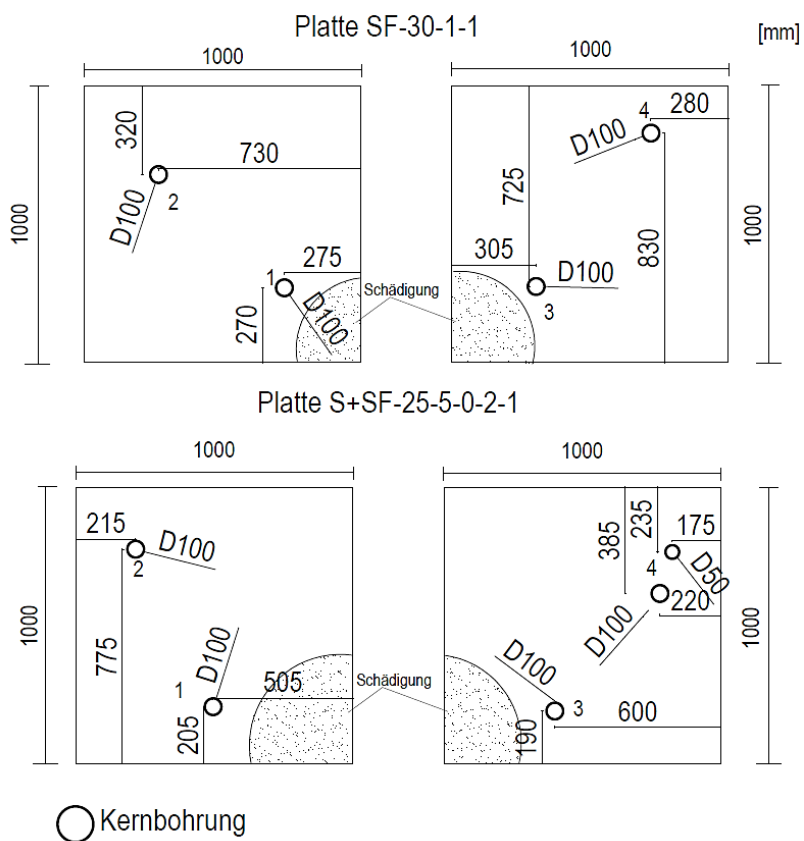 Platte SF-30-1-1
[mm]
1000
1000
320
730
D100
2
275
1
D100
270
1000
Schädigung
280
4
D100
725
305
D100
3
830
1000
Platte S+SF-25-5-0-2-1
1000
1000
215
D100
2
775
D100
1
505
205
1000
Schädigung
385
235
175
D50
4
220
D100
D100
3
600
190
1000
Kernbohrung